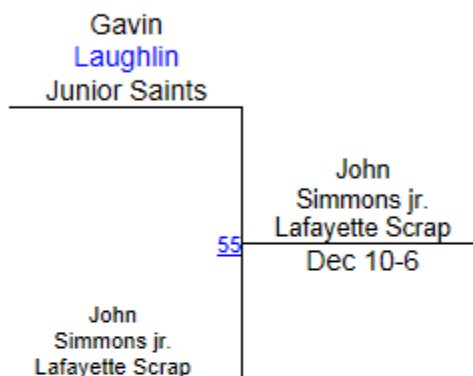 Gavin
Laughlin
Junior Saints
John
Simmons jr.
Lafayette Scrap
55
Dec 10-6
John
Simmons jr.
Lafayette Scrap